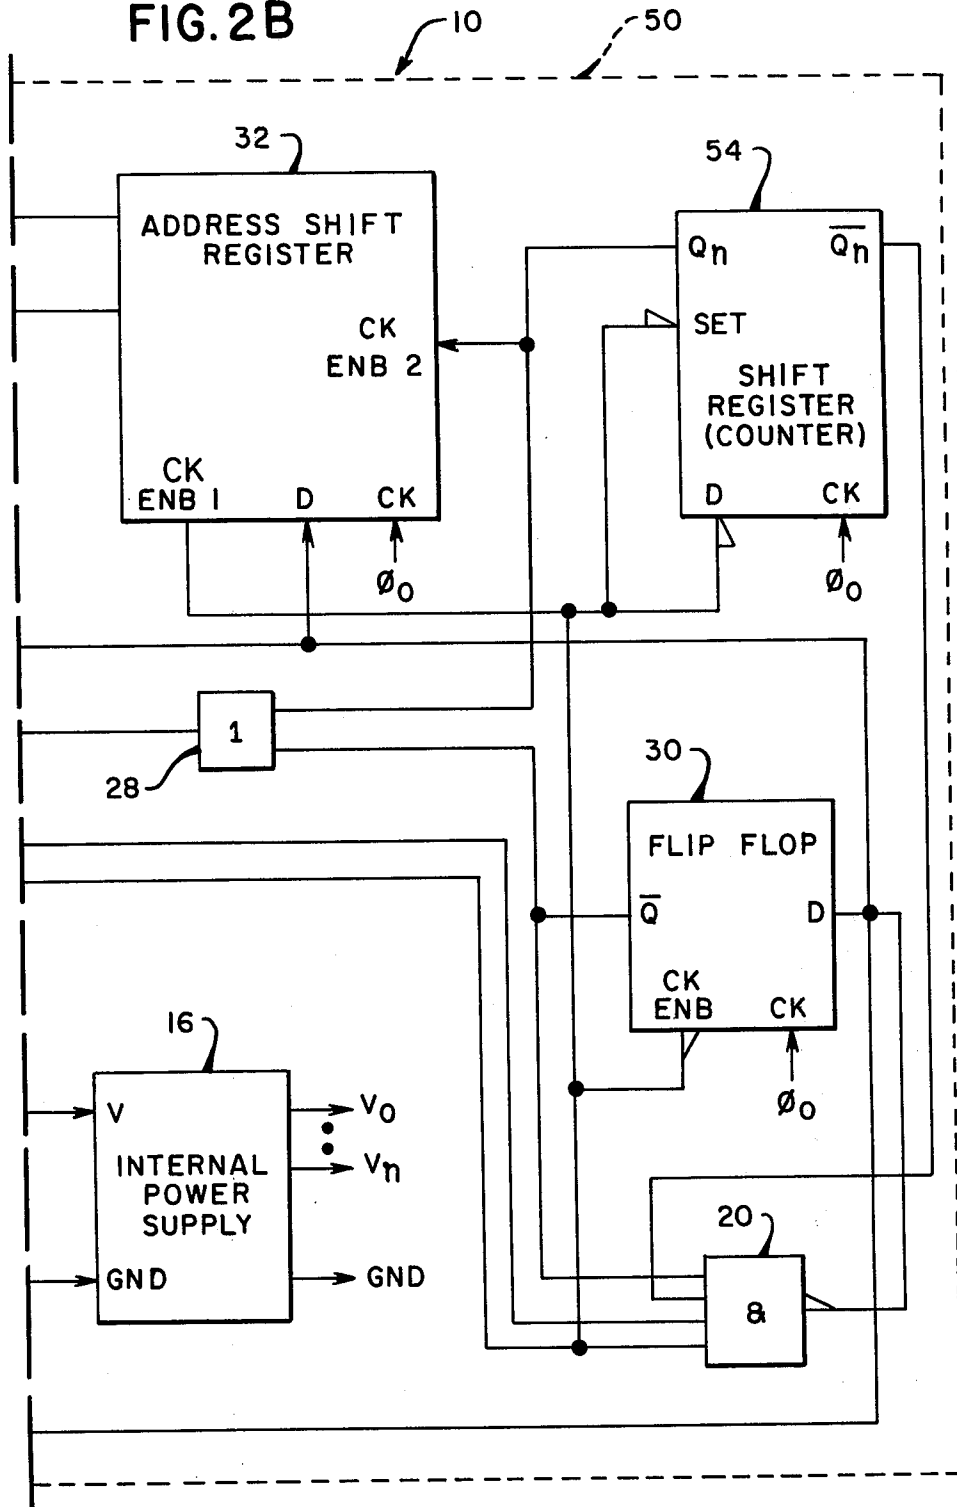 FIG. 2B
10
50
32
54
ADDRESS SHIFT
REGISTER
CK
ENB 2
CK
ENB 1
D
CK
Ø0
Qn
Q̅n̅
SET
SHIFT
REGISTER
(COUNTER)
D
CK
Ø0
1
28
30
FLIP FLOP
Q̅
D
CK
ENB
CK
Ø0
16
V
INTERNAL
POWER
SUPPLY
GND
V0
Vn
GND
20
&